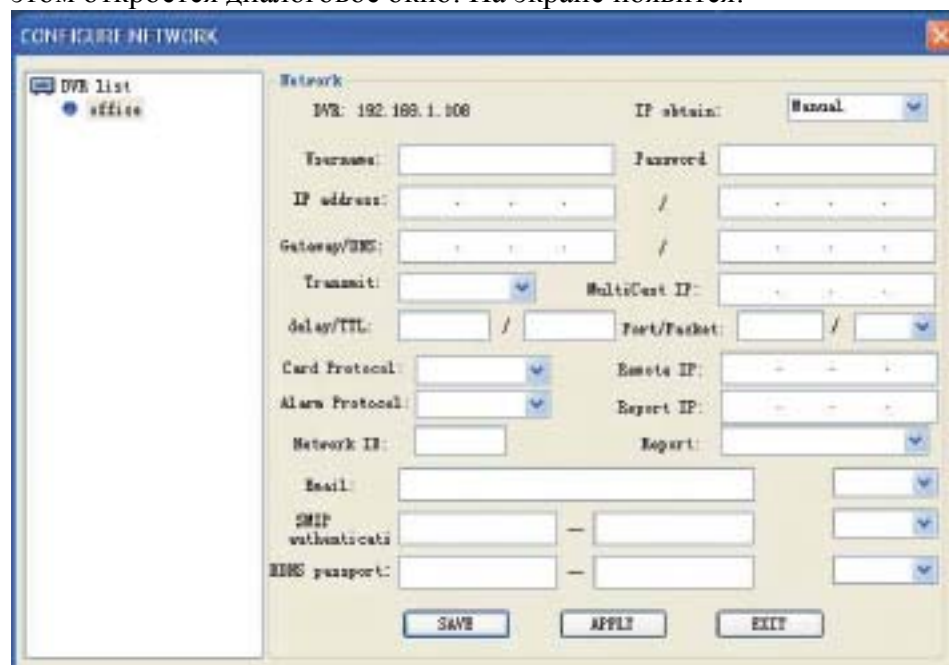 этом откроется диалоговое окно. На экране появится:
CONFIGURE NETWORK
DVR list
office
Network
DVR: 192.168.1.108
IP obtain:
Manual
Username:
Password
IP address:
/
Gateway/DNS:
/
Transmit:
MultiCast IP:
delay/TTL:
/
Port/Packet:
/
Card Protocol:
Remote IP:
Alarm Protocol:
Report IP:
Network ID:
Report:
Email:
SMTP
authenticati
—
DDNS passport:
—
SAVE
APPLY
EXIT